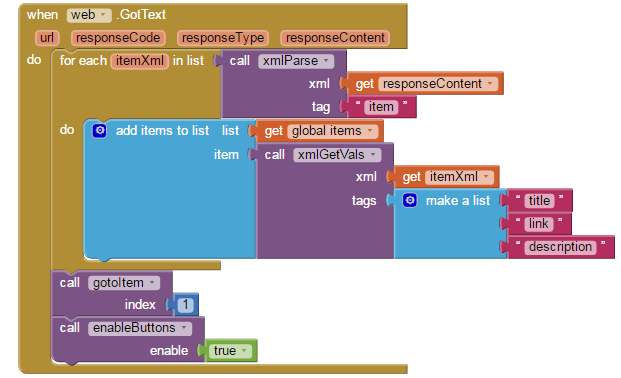 when web .GotText
url responseCode responseType responseContent
do for each itemXml in list call xmlParse
xml get responseContent
tag " item "
do add items to list list get global items
item call xmlGetVals
xml get itemXml
tags make a list " title "
" link "
" description "
call gotoItem
index 1
call enableButtons
enable true